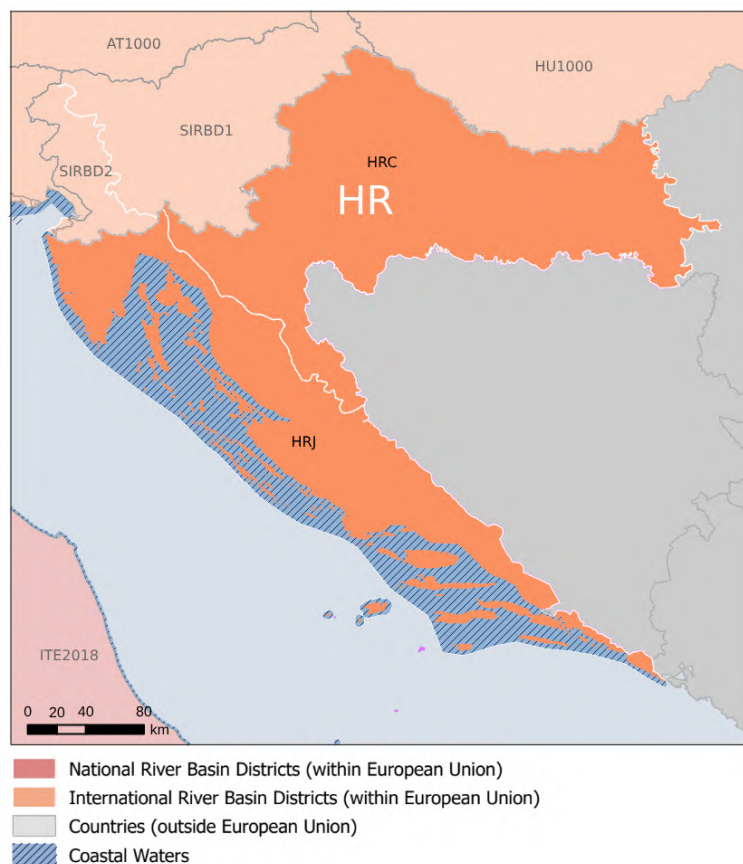 AT1000
HU1000
SIRBD1
SIRBD2
HRC
HR
HRJ
ITE2018
0 20 40 80
km
National River Basin Districts (within European Union)
International River Basin Districts (within European Union)
Countries (outside European Union)
Coastal Waters